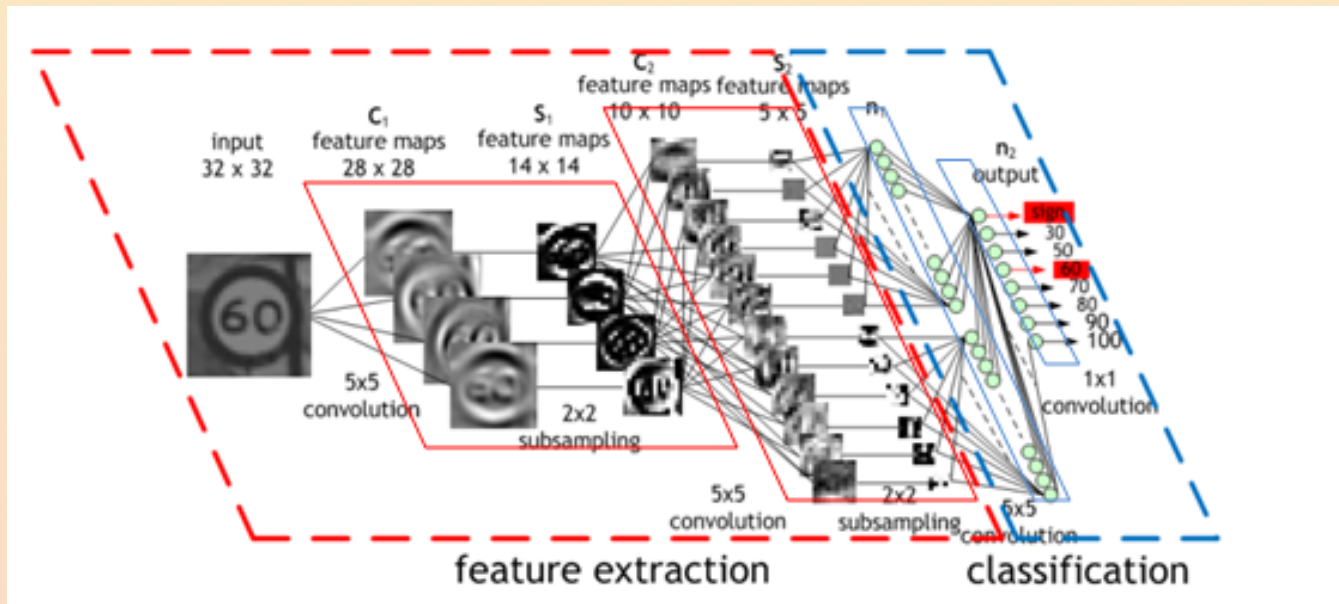 input
32 x 32
C₁
feature maps
28 x 28
S₁
feature maps
14 x 14
C₂
feature maps
10 x 10
S₂
feature maps
5 x 5
n₁
n₂
output
60
sign
30
50
60
70
80
90
100
5x5
convolution
2x2
subsampling
5x5
convolution
2x2
subsampling
5x5
convolution
1x1
convolution
feature extraction
classification